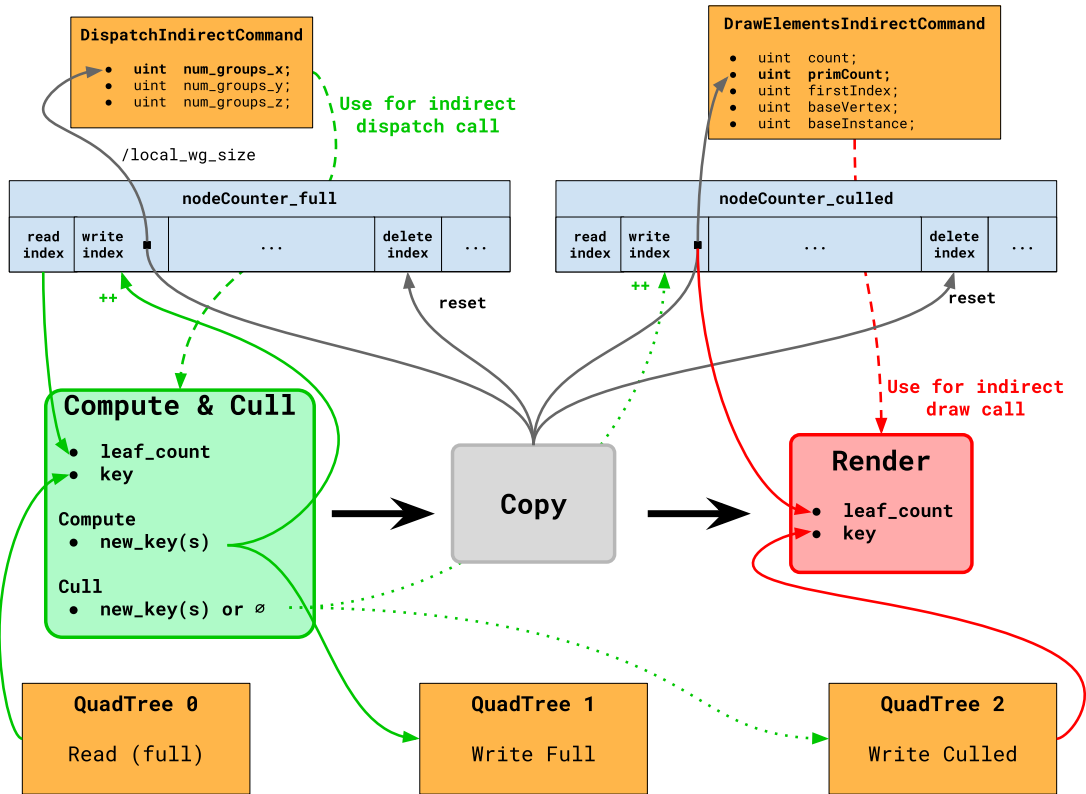 DispatchIndirectCommand
● uint num_groups_x;
● uint num_groups_y;
● uint num_groups_z;
DrawElementsIndirectCommand
● uint count;
● uint primCount;
● uint firstIndex;
● uint baseVertex;
● uint baseInstance;
Use for indirect
dispatch call
/local_wg_size
nodeCounter_full
read
index
write
index
...
delete
index
...
nodeCounter_culled
read
index
write
index
...
delete
index
...
++
reset
++
reset
Use for indirect
draw call
Compute & Cull
● leaf_count
● key
Compute
● new_key(s)
Cull
● new_key(s) or ∅
Copy
Render
● leaf_count
● key
QuadTree 0
Read (full)
QuadTree 1
Write Full
QuadTree 2
Write Culled